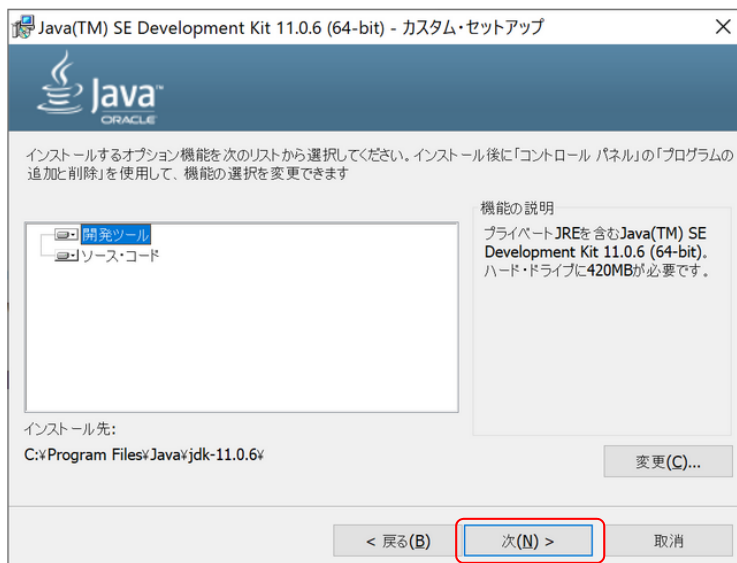 Java(TM) SE Development Kit 11.0.6 (64-bit) - カスタム・セットアップ
Java™
ORACLE
インストールするオプション機能を次のリストから選択してください。インストール後に「コントロール パネル」の「プログラムの
追加と削除」を使用して、機能の選択を変更できます
開発ツール
ソース・コード
機能の説明
プライベートJREを含むJava(TM) SE
Development Kit 11.0.6 (64-bit)。
ハード・ドライブに420MBが必要です。
インストール先:
C:¥Program Files¥Java¥jdk-11.0.6¥
変更(C)...
< 戻る(B)
次(N) >
取消